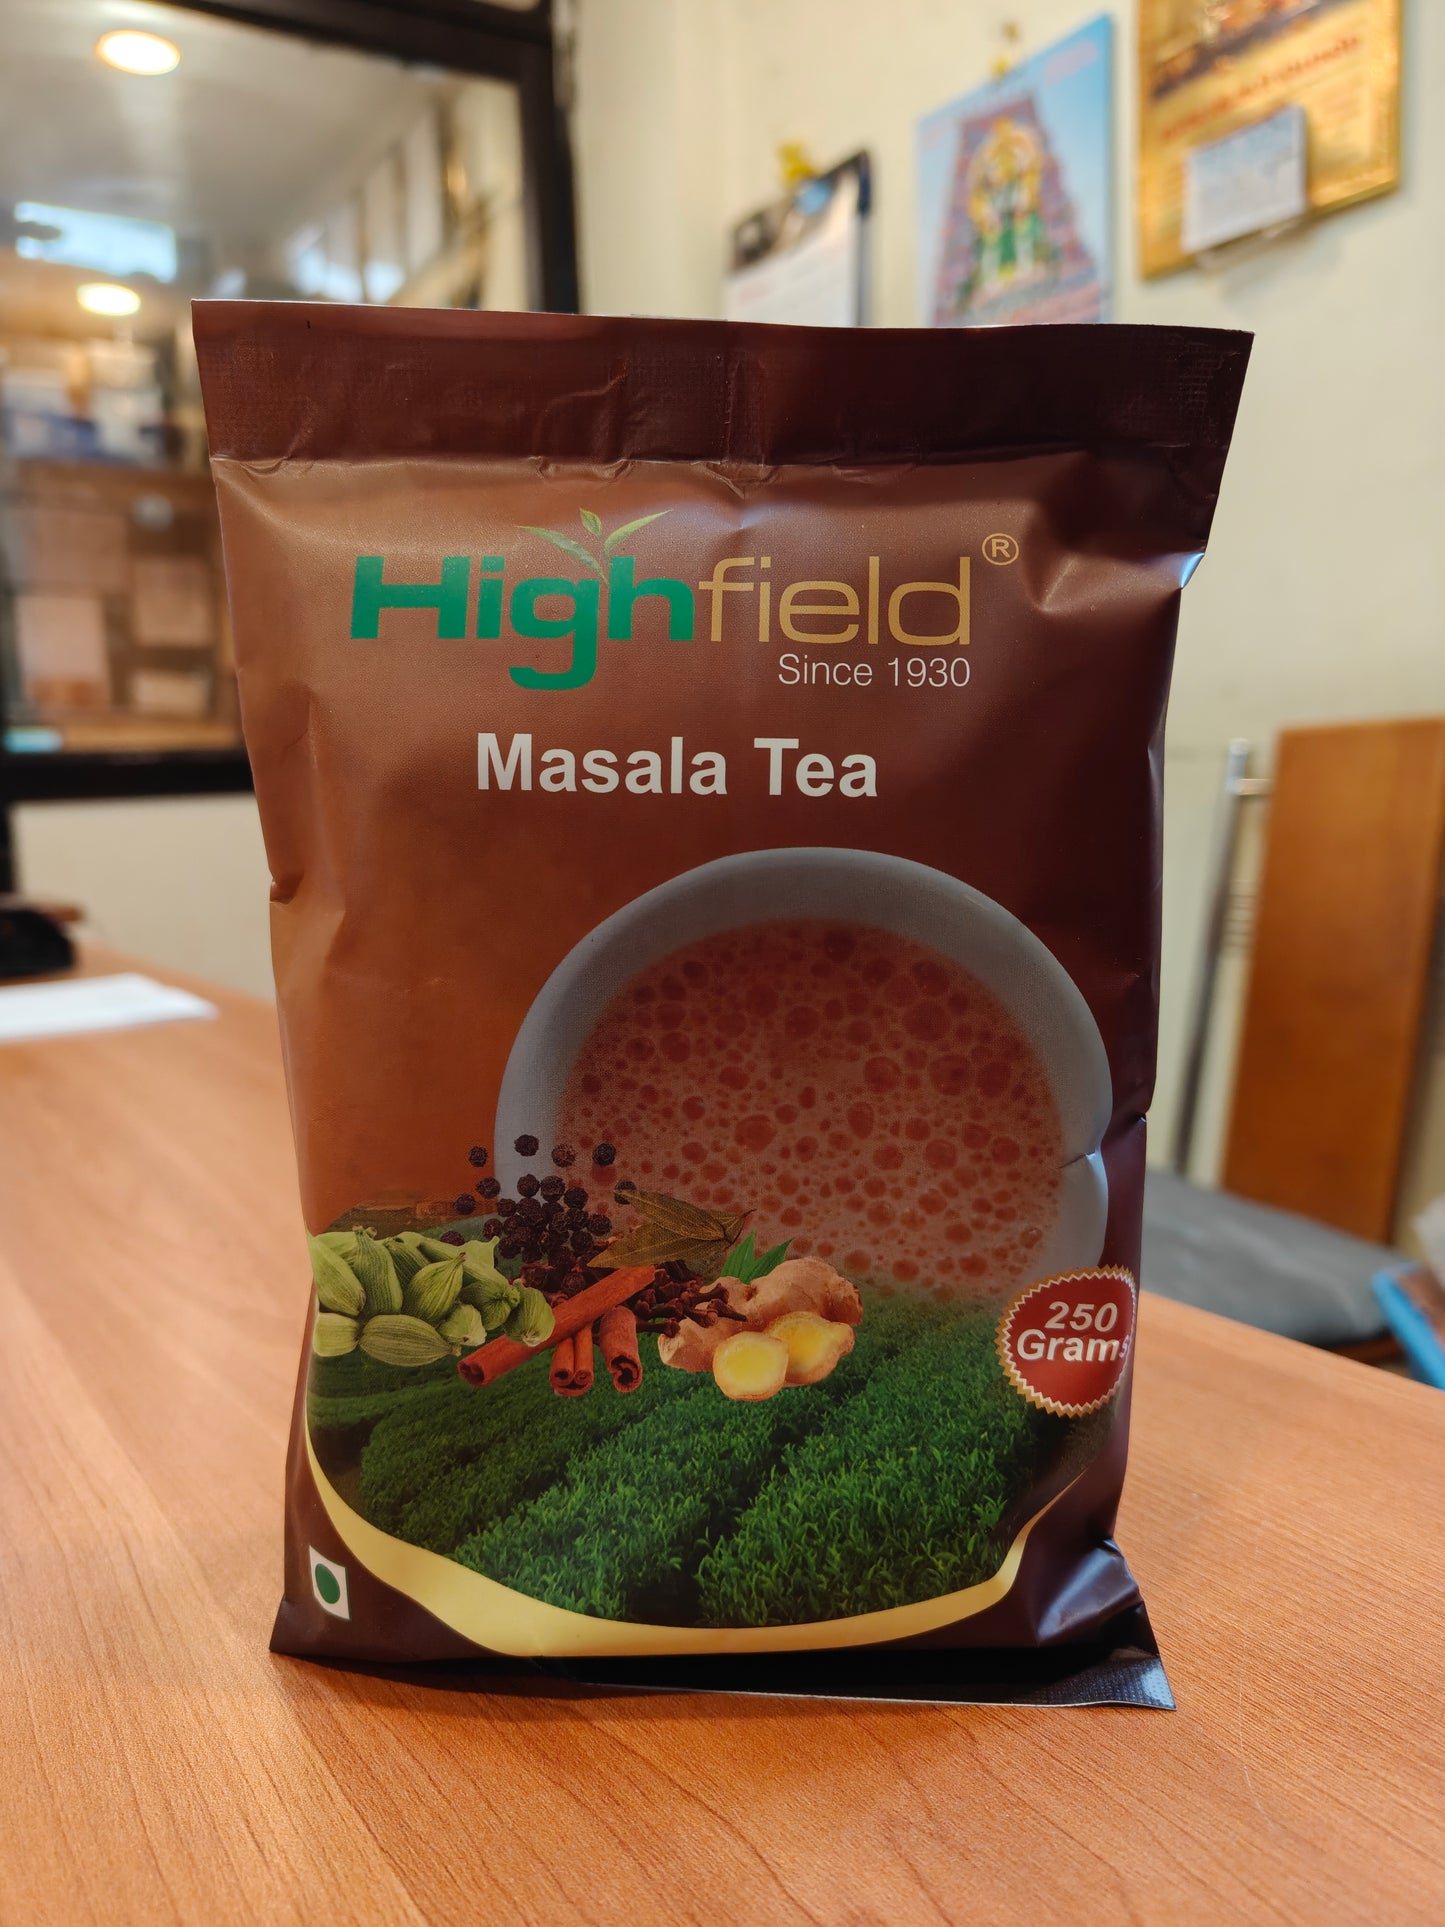 Highfield®
Since 1930
Masala Tea
250
Grams